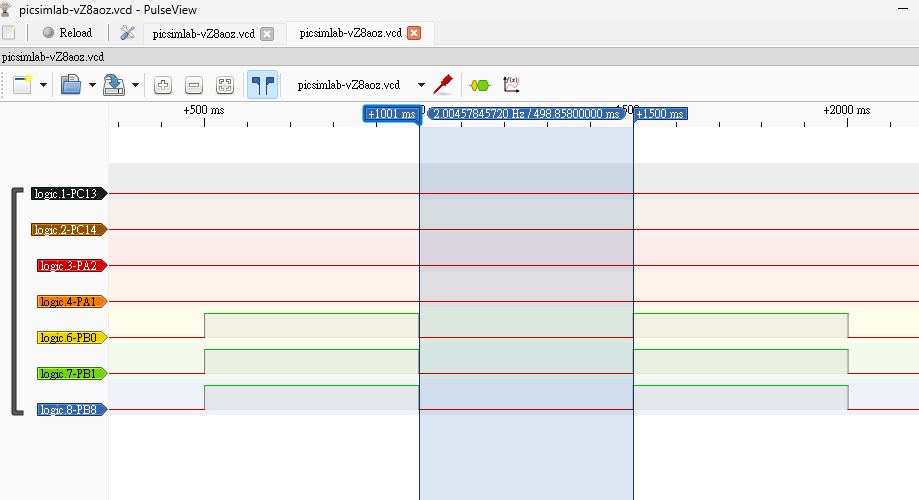 picsimlab-vZ8aoz.vcd - PulseView
Reload
picsimlab-vZ8aoz.vcd
picsimlab-vZ8aoz.vcd
picsimlab-vZ8aoz.vcd
picsimlab-vZ8aoz.vcd
f(x)
+500 ms
+1001 ms
2.00457845720 Hz / 498.85800000 ms
+1500 ms
+2000 ms
logic.1-PC13
logic.2-PC14
logic.3-PA2
logic.4-PA1
logic.6-PB0
logic.7-PB1
logic.8-PB8